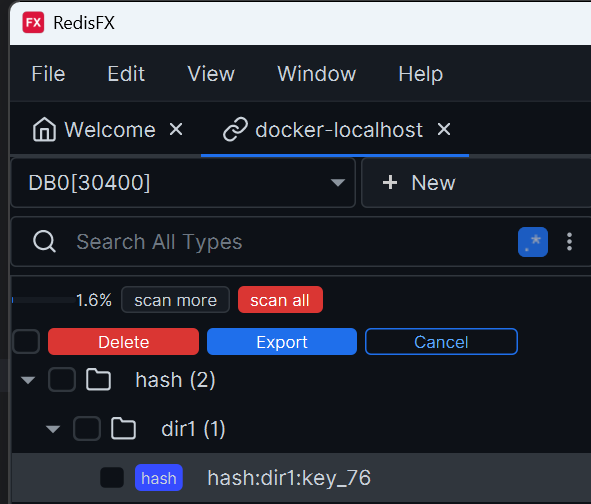 FX RedisFX
File Edit View Window Help
Welcome × docker-localhost ×
DB0[30400] + New
Search All Types .*
1.6% scan more scan all
Delete Export Cancel
hash (2)
dir1 (1)
hash hash:dir1:key_76